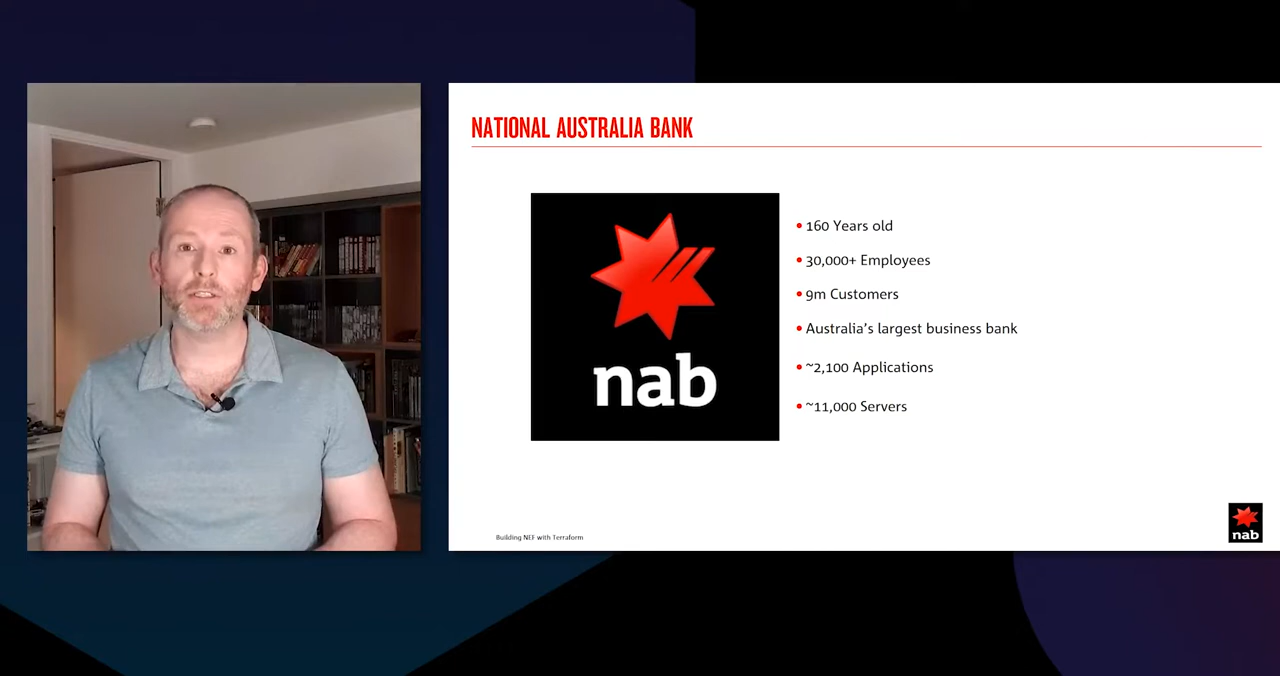 NATIONAL AUSTRALIA BANK
nab
• 160 Years old
• 30,000+ Employees
• 9m Customers
• Australia's largest business bank
• ~2,100 Applications
• ~11,000 Servers
Building NEF with Terraform
nab